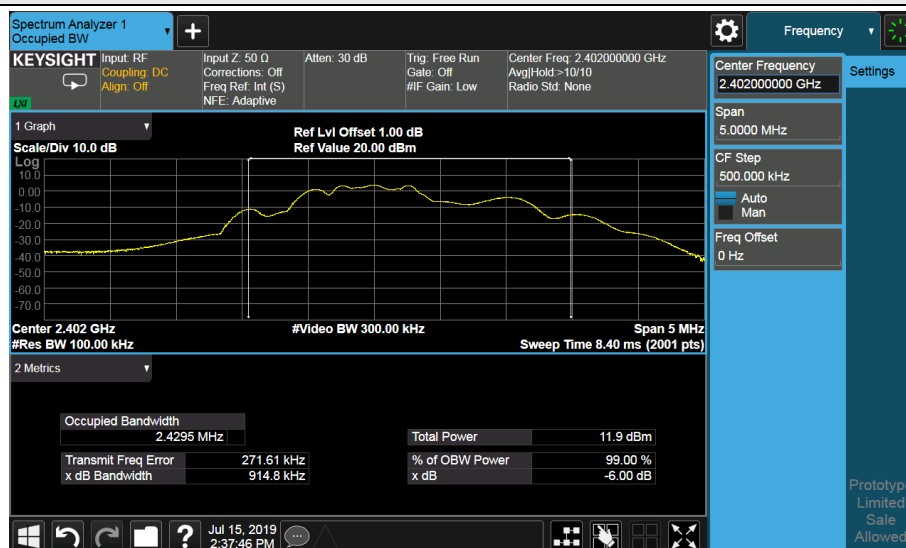 Spectrum Analyzer 1
Occupied BW
Frequency
KEYSIGHT
LXI
Input: RF
Coupling: DC
Align: Off
Input Z: 50 Ω
Corrections: Off
Freq Ref: Int (S)
NFE: Adaptive
Atten: 30 dB
Trig: Free Run
Gate: Off
#IF Gain: Low
Center Freq: 2.402000000 GHz
Avg|Hold:>10/10
Radio Std: None
Center Frequency
2.402000000 GHz
Settings
Span
5.0000 MHz
CF Step
500.000 kHz
Auto
Man
Freq Offset
0 Hz
1 Graph
Scale/Div 10.0 dB
Ref Lvl Offset 1.00 dB
Ref Value 20.00 dBm
Log
10.0
0.00
-10.0
-20.0
-30.0
-40.0
-50.0
-60.0
-70.0
Center 2.402 GHz
#Video BW 300.00 kHz
Span 5 MHz
#Res BW 100.00 kHz
Sweep Time 8.40 ms (2001 pts)
2 Metrics
Occupied Bandwidth
2.4295 MHz
Total Power 11.9 dBm
Transmit Freq Error 271.61 kHz
% of OBW Power 99.00 %
x dB Bandwidth 914.8 kHz
x dB -6.00 dB
Prototype
Limited
Sale
Allowed
?
Jul 15, 2019
2:37:46 PM